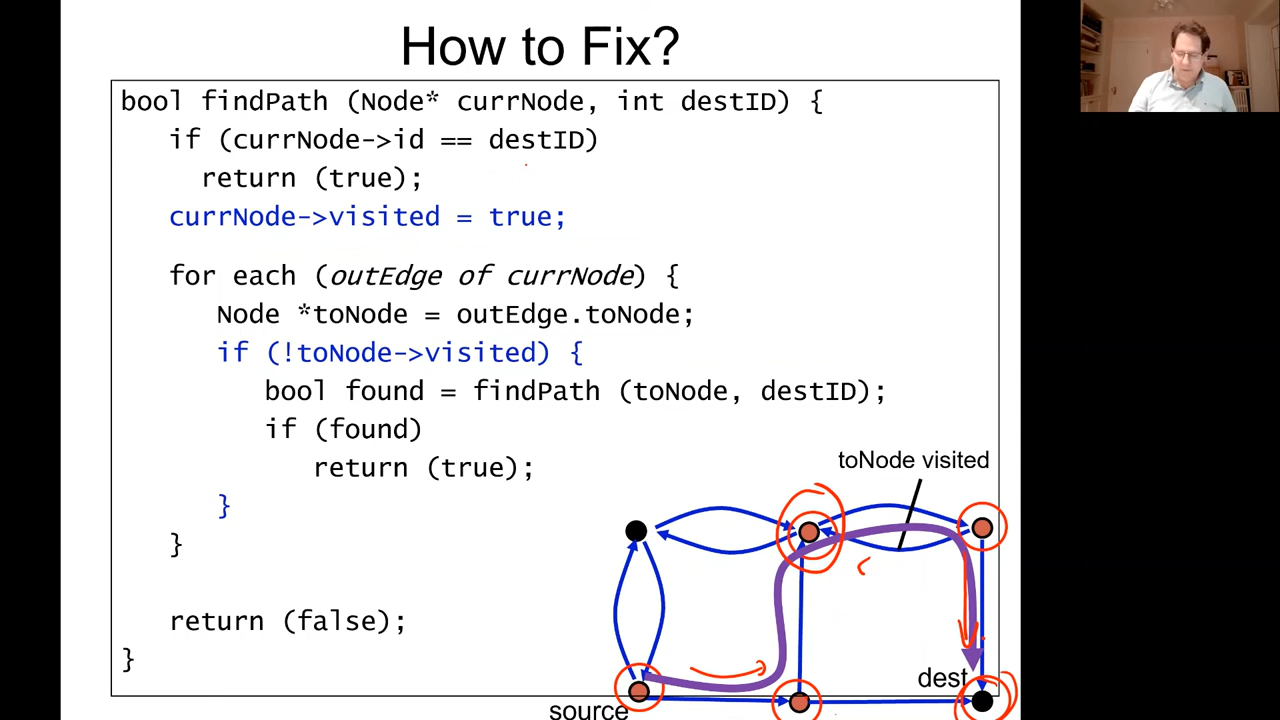 How to Fix?
bool findPath (Node* currNode, int destID) {
if (currNode->id == destID)
return (true);
currNode->visited = true;
for each (outEdge of currNode) {
Node *toNode = outEdge.toNode;
if (!toNode->visited) {
bool found = findPath (toNode, destID);
if (found)
return (true);
}
}
return (false);
}
toNode visited
dest
source